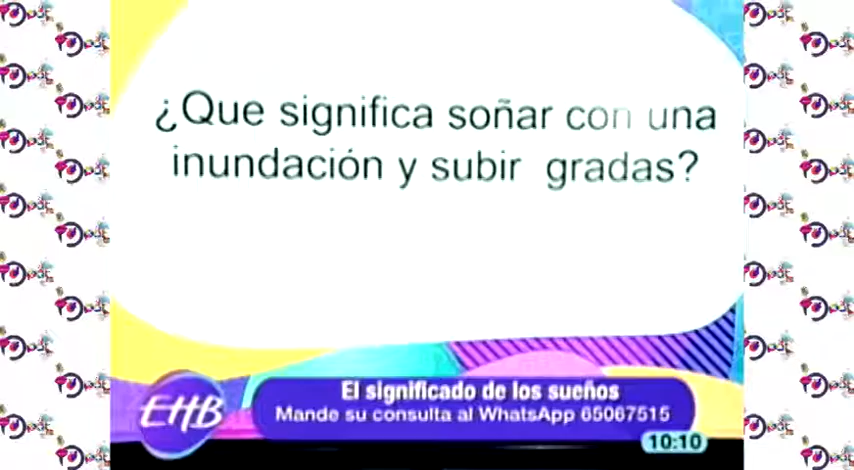 ¿Que significa soñar con una
inundación y subir gradas?
El significado de los sueños
EHB
Mande su consulta al WhatsApp 65067515
10:10